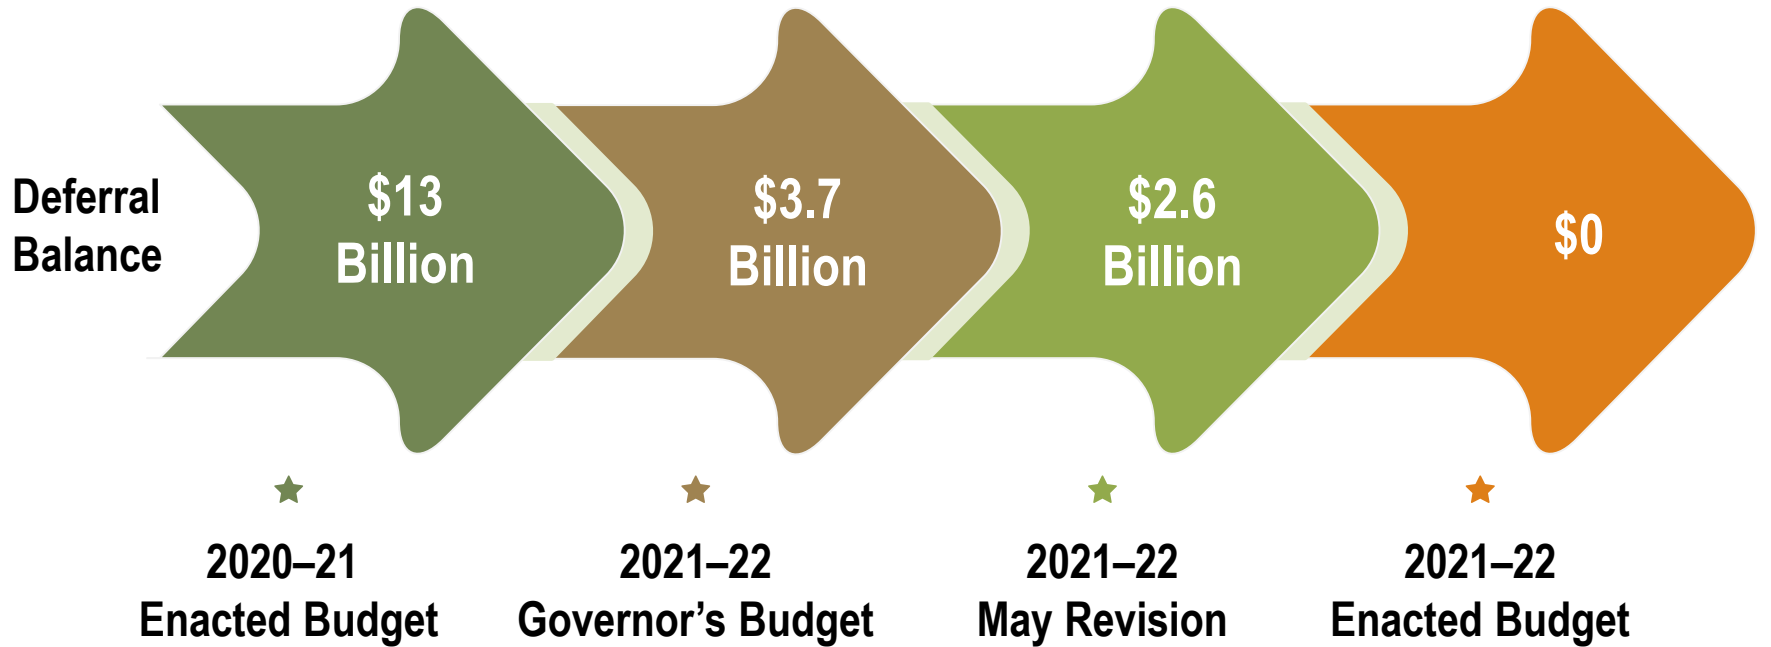 Deferral
Balance
$13
Billion
$3.7
Billion
$2.6
Billion
$0
2020–21
Enacted Budget
2021–22
Governor’s Budget
2021–22
May Revision
2021–22
Enacted Budget